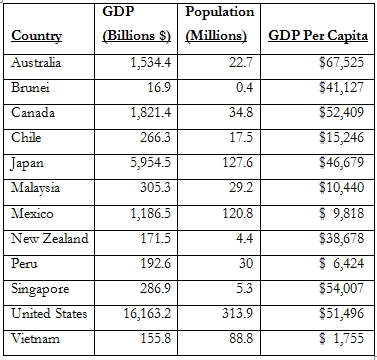 GDP Population
Country (Billions $) (Millions) GDP Per Capita
Australia 1,534.4 22.7 $67,525
Brunei 16.9 0.4 $41,127
Canada 1,821.4 34.8 $52,409
Chile 266.3 17.5 $15,246
Japan 5,954.5 127.6 $46,679
Malaysia 305.3 29.2 $10,440
Mexico 1,186.5 120.8 $ 9,818
New Zealand 171.5 4.4 $38,678
Peru 192.6 30 $ 6,424
Singapore 286.9 5.3 $54,007
United States 16,163.2 313.9 $51,496
Vietnam 155.8 88.8 $ 1,755